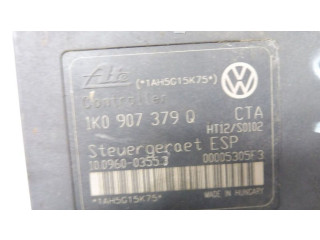 Ate (*1AH5G15K75*)
Controller
1K0 907 379 Q CTA
HT12/S0102
Steuergeraet ESP
10.0960-0355.3 00005305F3
*1AH5G15K75* MADE IN HUNGARY